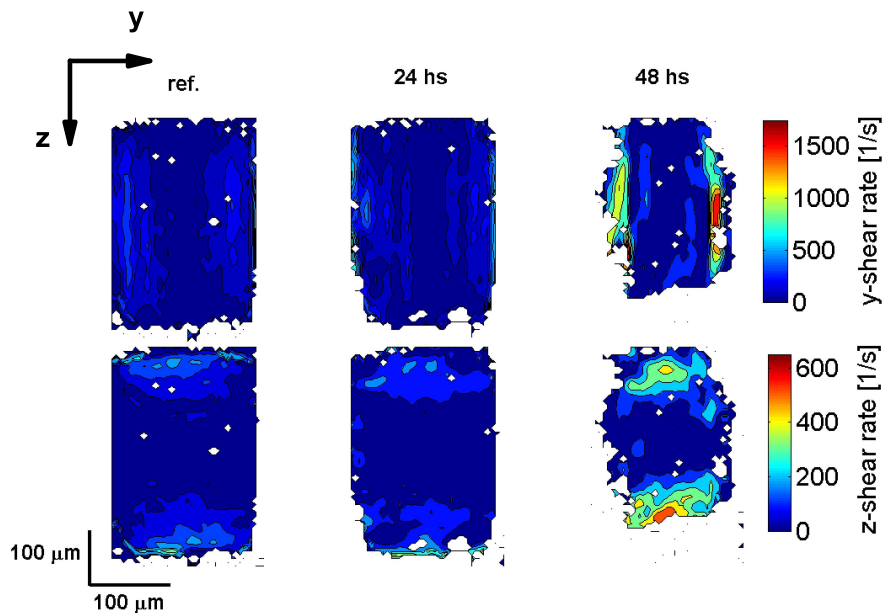 y
z
ref.
24 hs
48 hs
1500
1000
500
0
y-shear rate [1/s]
600
400
200
0
z-shear rate [1/s]
100 μm
100 μm